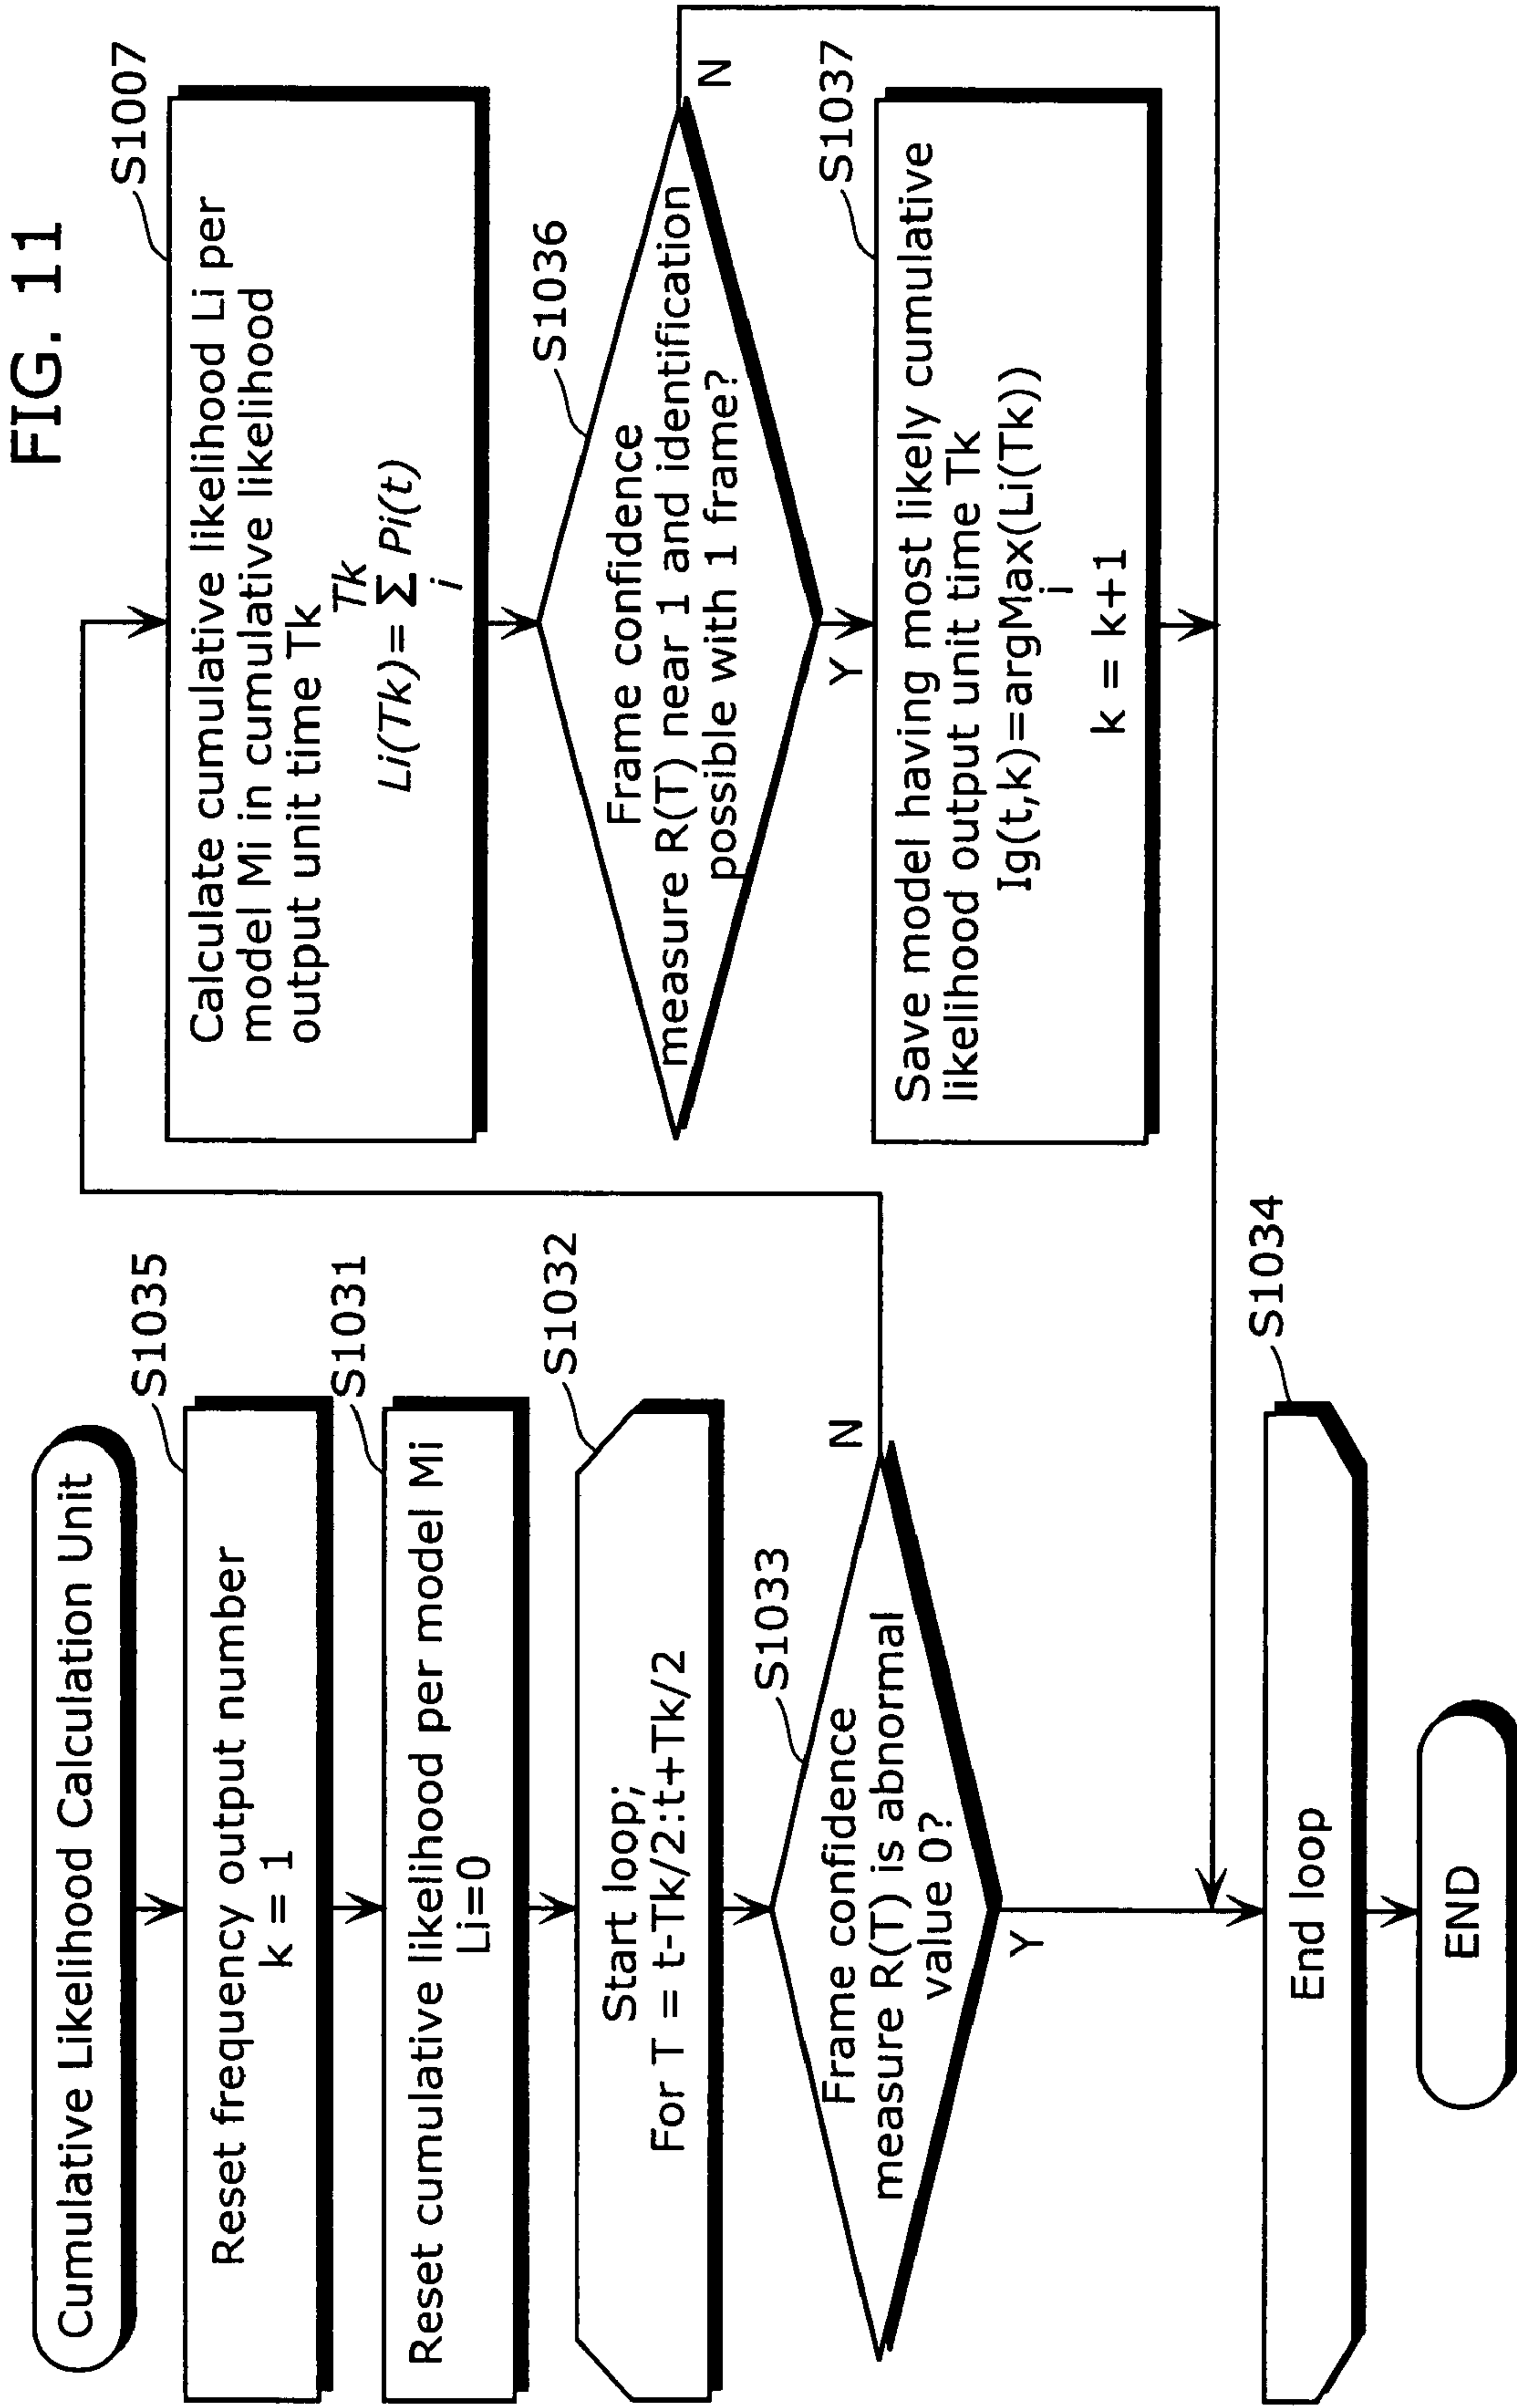 FIG. 11
Cumulative Likelihood Calculation Unit
S1035
Reset frequency output number
k = 1
S1031
Reset cumulative likelihood per model Mi
Li=0
S1032
Start loop;
For T = t-Tk/2:t+Tk/2
S1033
Frame confidence
measure R(T) is abnormal
value 0?
N
Y
S1007
Calculate cumulative likelihood Li per
model Mi in cumulative likelihood
output unit time Tk
Tk
Li(Tk)= Σ Pi(t)
i
S1036
Frame confidence
measure R(T) near 1 and identification
possible with 1 frame?
N
Y
S1037
Save model having most likely cumulative
likelihood output unit time Tk
Ig(t,k)=argMax(Li(Tk))
i
k = k+1
S1034
End loop
END